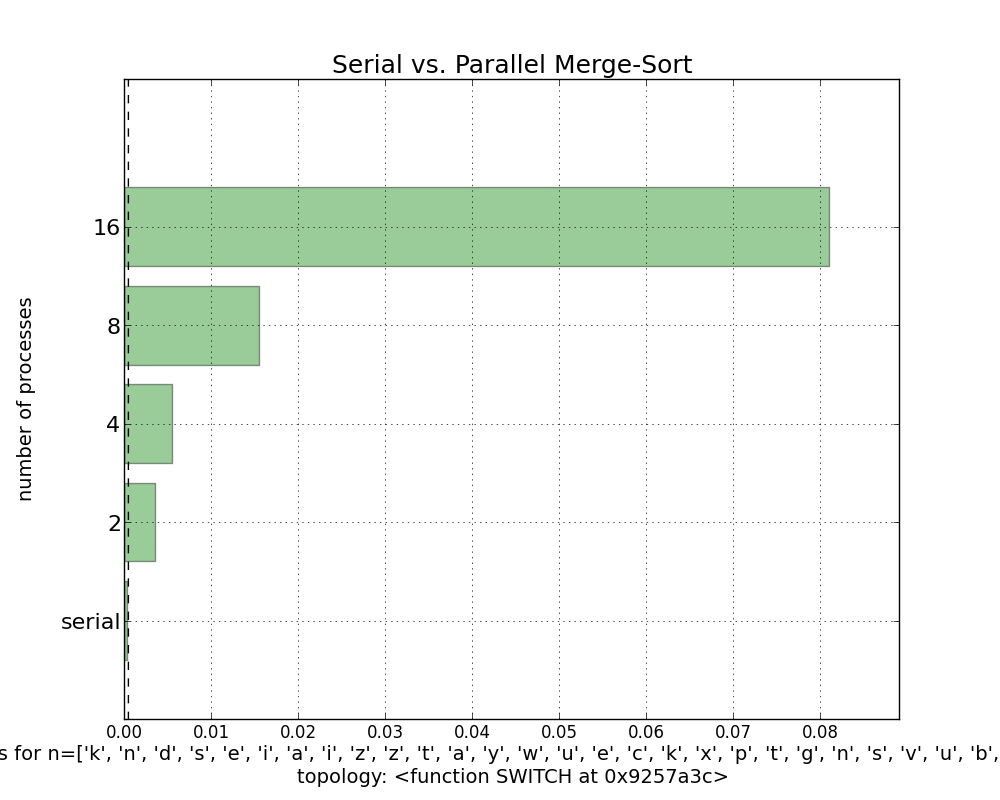 Serial vs. Parallel Merge-Sort
16
8
4
2
serial
number of processes
0.00 0.01 0.02 0.03 0.04 0.05 0.06 0.07 0.08
s for n=['k', 'n', 'd', 's', 'e', 'i', 'a', 'i', 'z', 'z', 't', 'a', 'y', 'w', 'u', 'e', 'c', 'k', 'x', 'p', 't', 'g', 'n', 's', 'v', 'u', 'b',
topology: <function SWITCH at 0x9257a3c>